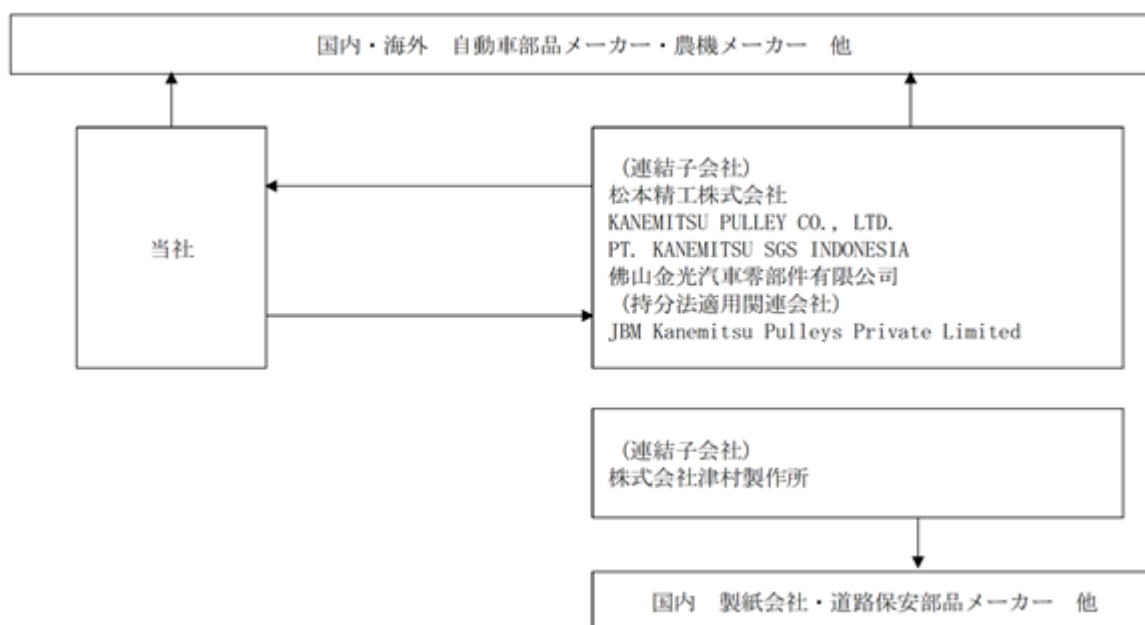 国内・海外　自動車部品メーカー・農機メーカー　他
当社
（連結子会社）
松本精工株式会社
KANEMITSU PULLEY CO., LTD.
PT. KANEMITSU SGS INDONESIA
佛山金光汽車零部件有限公司
（持分法適用関連会社）
JBM Kanemitsu Pulleys Private Limited
（連結子会社）
株式会社津村製作所
国内　製紙会社・道路保安部品メーカー　他